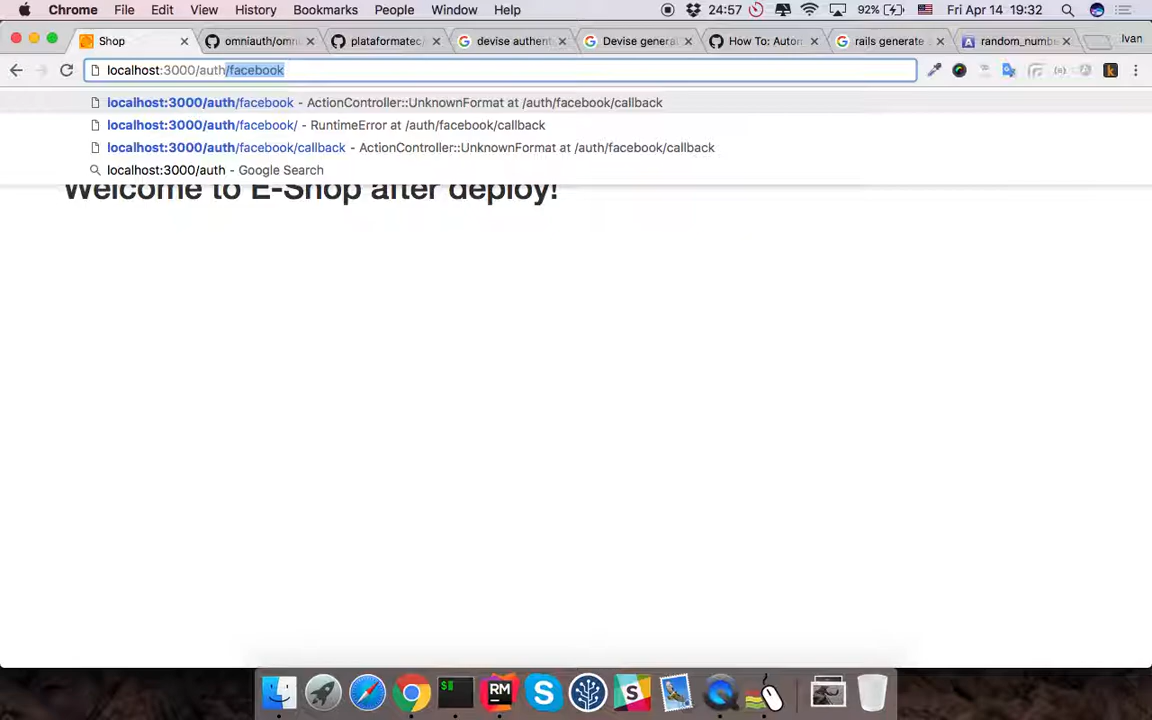 Chrome File Edit View History Bookmarks People Window Help 24:57 92% Fri Apr 14 19:32
Shop omniauth/omni plataformatec/ devise authent Devise genera How To: Autom rails generate random_numbe Ivan
localhost:3000/auth/facebook
localhost:3000/auth/facebook - ActionController::UnknownFormat at /auth/facebook/callback
localhost:3000/auth/facebook/ - RuntimeError at /auth/facebook/callback
localhost:3000/auth/facebook/callback - ActionController::UnknownFormat at /auth/facebook/callback
localhost:3000/auth - Google Search
Welcome to E-Shop after deploy!
RM